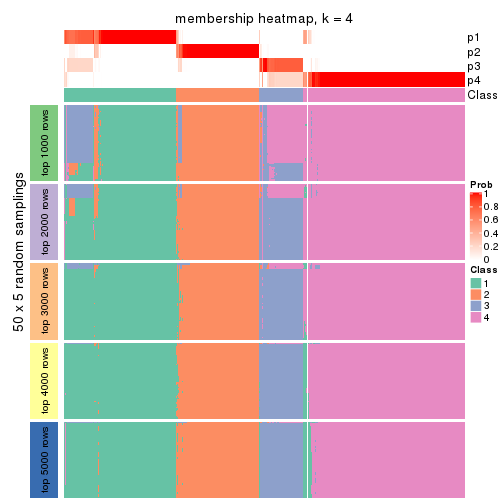 membership heatmap, k = 4
p1
p2
p3
p4
Class
50 x 5 random samplings
top 1000 rows
top 2000 rows
top 3000 rows
top 4000 rows
top 5000 rows
Prob
1
0.8
0.6
0.4
0.2
0
Class
1
2
3
4